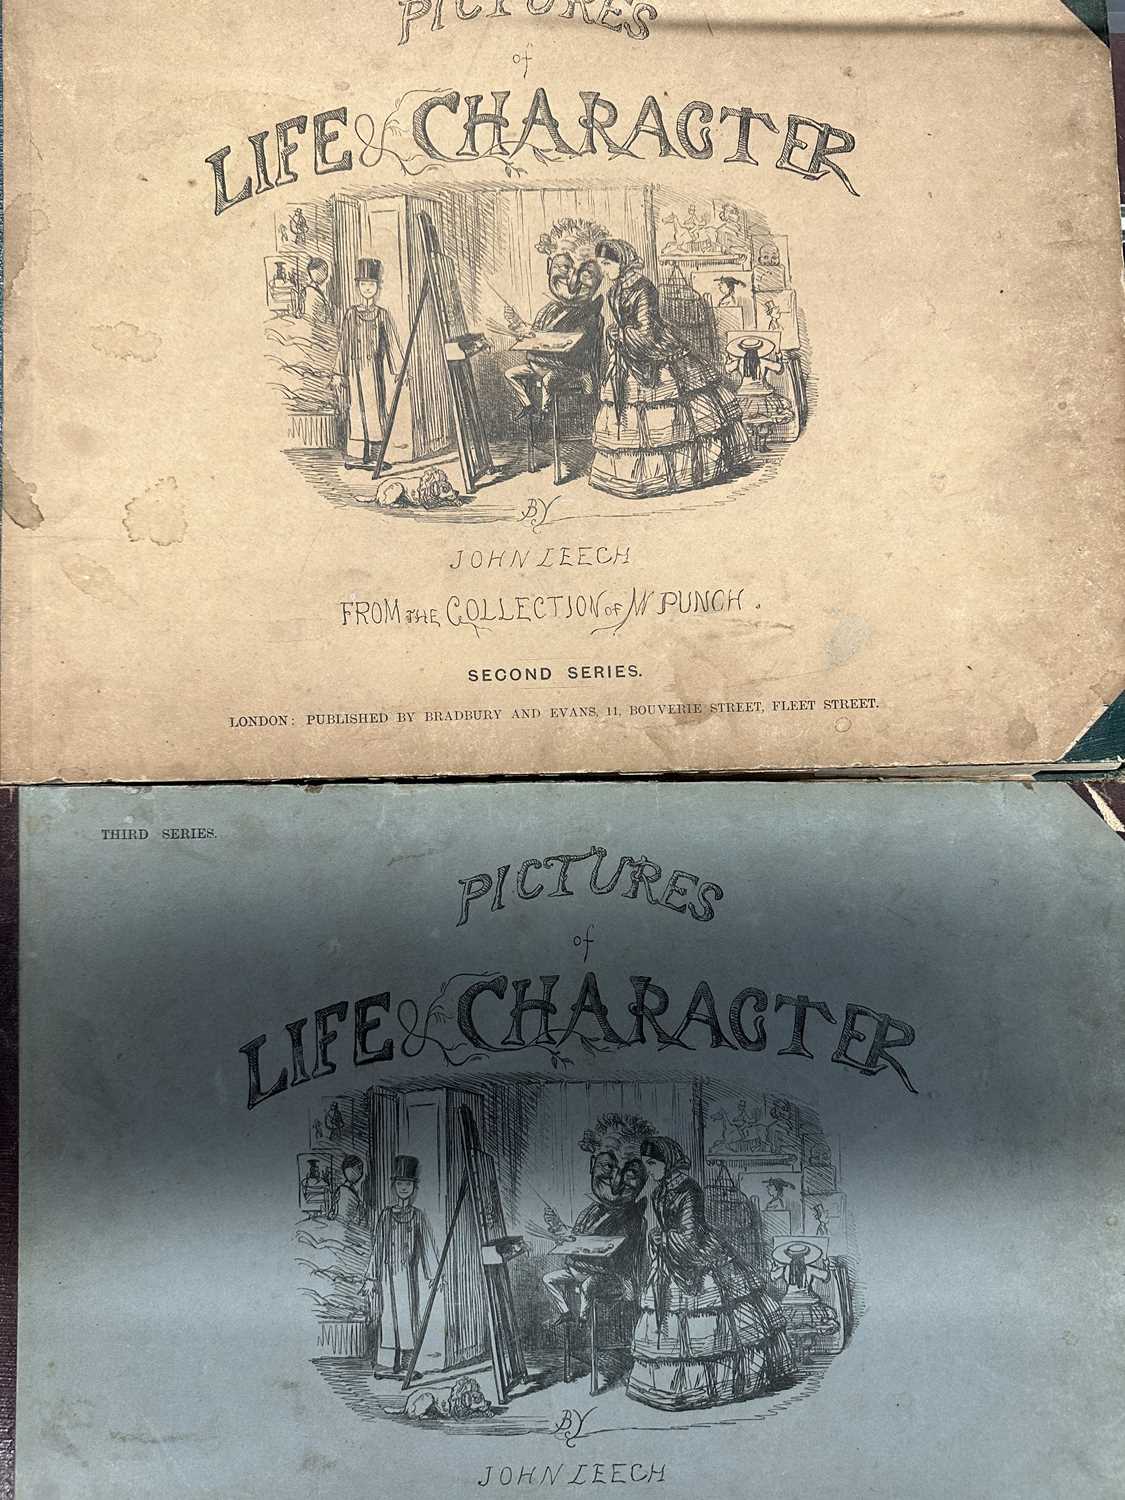 PICTURES
of
LIFE & CHARACTER
BY
JOHN LEECH
FROM THE COLLECTION OF Mr PUNCH.
SECOND SERIES.
LONDON: PUBLISHED BY BRADBURY AND EVANS, 11, BOUVERIE STREET, FLEET STREET.
THIRD SERIES.
PICTURES
of
LIFE & CHARACTER
BY
JOHN LEECH